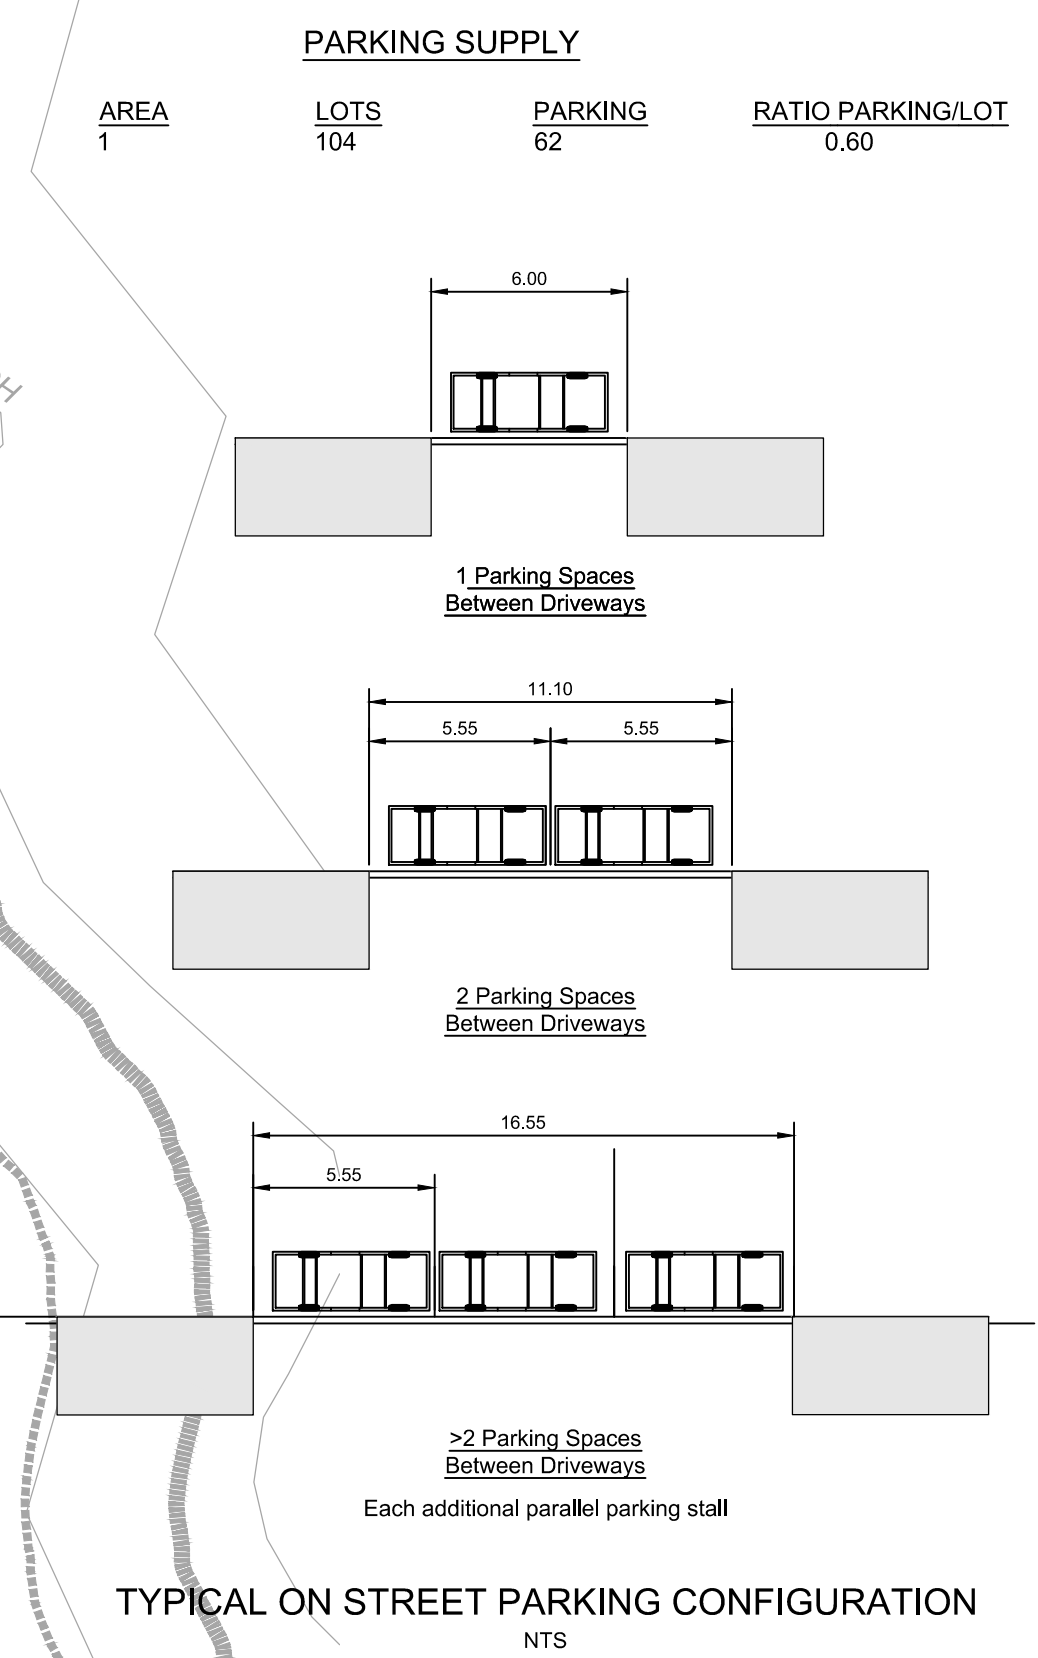 PARKING SUPPLY
AREA LOTS PARKING RATIO PARKING/LOT
1 104 62 0.60
6.00
H
1 Parking Spaces
Between Driveways
11.10
5.55 5.55
2 Parking Spaces
Between Driveways
16.55
5.55
>2 Parking Spaces
Between Driveways
Each additional parallel parking stall
TYPICAL ON STREET PARKING CONFIGURATION
NTS